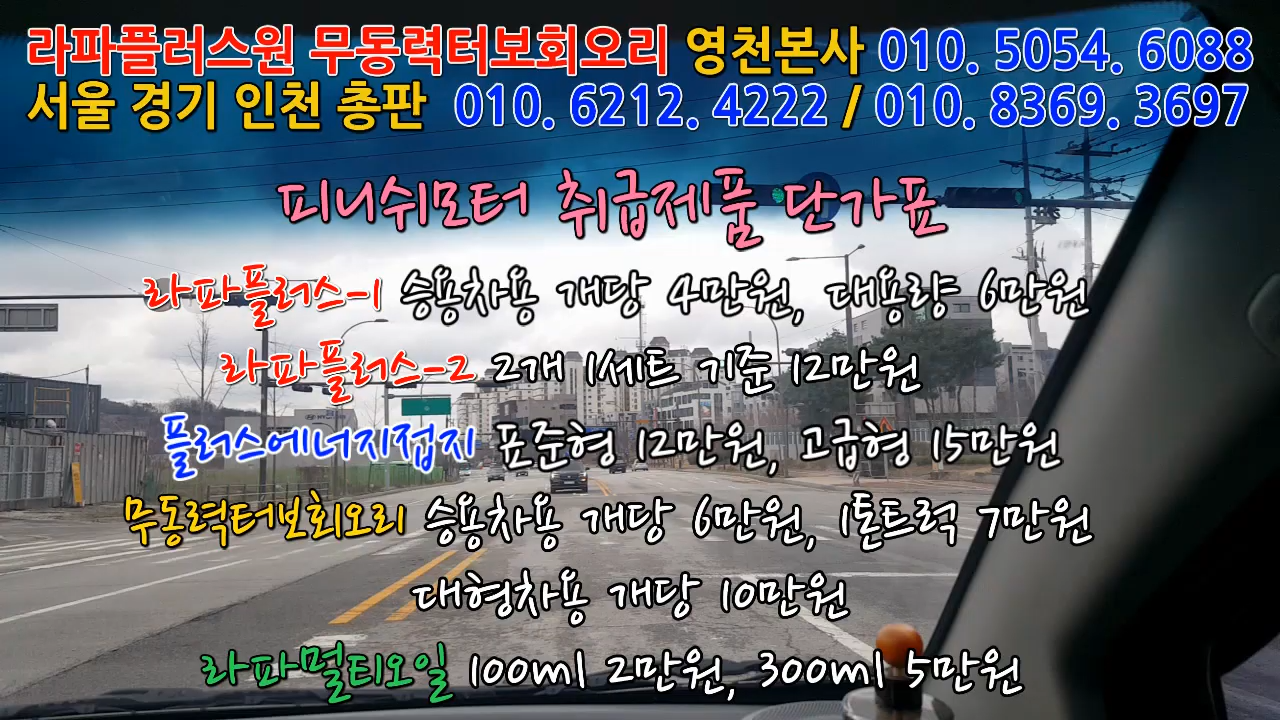 라파플러스원 무동력터보회오리 영천본사 010. 5054. 6088
서울 경기 인천 총판 010. 6212. 4222 / 010. 8369. 3697
피니쉬모터 취급제품 단가표
라파플러스-1 승용차용 개당 4만원, 대용량 6만원
라파플러스-2 2개 1세트 기준 12만원
플러스에너지접지 표준형 12만원, 고급형 15만원
무동력터보회오리 승용차용 개당 6만원, 1톤트럭 7만원
대형차용 개당 10만원
라파멀티오일 100ml 2만원, 300ml 5만원